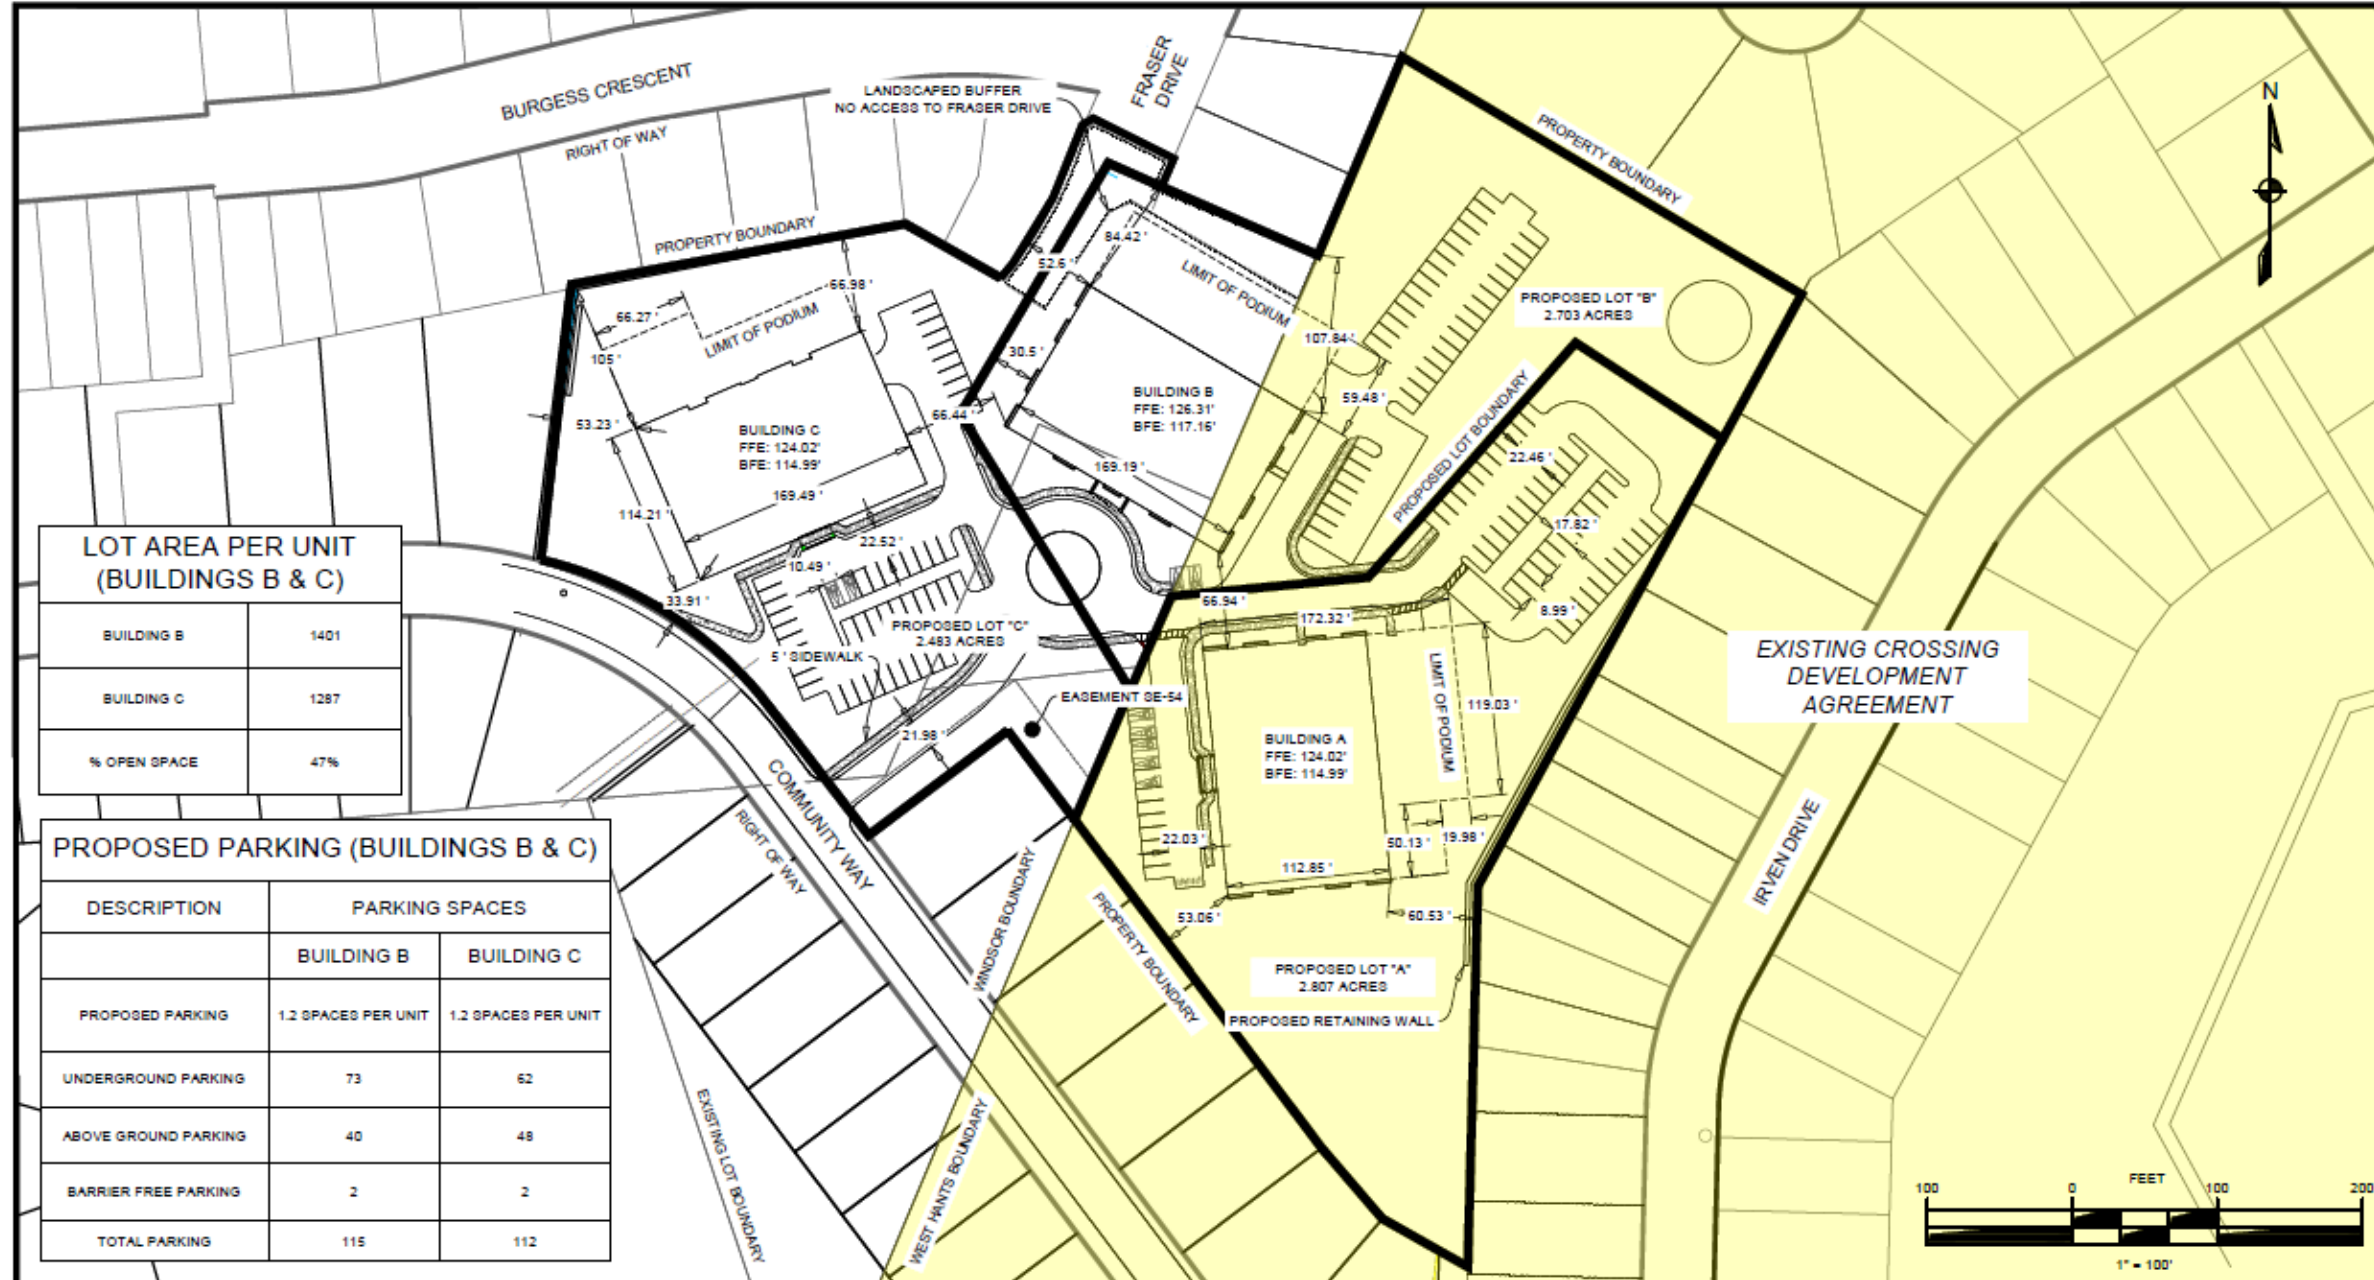 BURGESS CRESCENT
RIGHT OF WAY
FRASER
DRIVE
LANDSCAPED BUFFER
NO ACCESS TO FRASER DRIVE
PROPERTY BOUNDARY
N
PROPERTY BOUNDARY
84.42 '
52.6 '
LIMIT OF PODIUM
66.98 '
66.27 '
LIMIT OF PODIUM
105 '
PROPOSED LOT "B"
2.703 ACRES
107.84 '
30.5 '
59.48 '
BUILDING B
FFE: 126.31'
BFE: 117.16'
PROPOSED LOT BOUNDARY
53.23 '
66.44 '
BUILDING C
FFE: 124.02'
BFE: 114.99'
169.19 '
22.46 '
169.49 '
114.21 '
17.82 '
22.52 '
10.49 '
33.91 '
66.94 '
172.32 '
8.99 '
PROPOSED LOT "C"
2.483 ACRES
5 ' SIDEWALK
EASEMENT SE-54
21.98 '
LIMIT OF PODIUM
119.03 '
EXISTING CROSSING
DEVELOPMENT
AGREEMENT
BUILDING A
FFE: 124.02'
BFE: 114.99'
COMMUNITY WAY
RIGHT OF WAY
22.03 '
50.13 '
19.98 '
112.85 '
53.06 '
60.53 '
IRVEN DRIVE
WINDSOR BOUNDARY
PROPERTY BOUNDARY
PROPOSED LOT "A"
2.807 ACRES
PROPOSED RETAINING WALL
EXISTING LOT BOUNDARY
WEST HANTS BOUNDARY
LOT AREA PER UNIT
(BUILDINGS B & C)
BUILDING B 1401
BUILDING C 1287
% OPEN SPACE 47%
PROPOSED PARKING (BUILDINGS B & C)
DESCRIPTION PARKING SPACES
BUILDING B BUILDING C
PROPOSED PARKING 1.2 SPACES PER UNIT 1.2 SPACES PER UNIT
UNDERGROUND PARKING 73 62
ABOVE GROUND PARKING 40 48
BARRIER FREE PARKING 2 2
TOTAL PARKING 115 112
FEET
100 0 100 200
1" = 100'